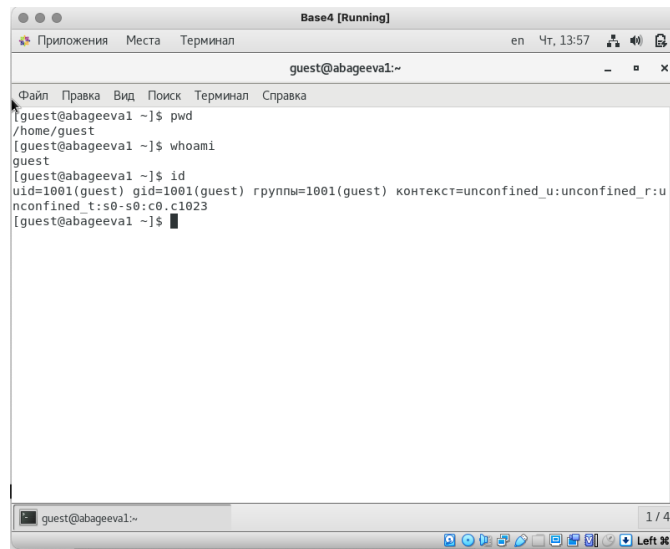 Base4 [Running]
Приложения Места Терминал en Чт, 13:57
guest@abageeva1:~
Файл Правка Вид Поиск Терминал Справка
[guest@abageeva1 ~]$ pwd
/home/guest
[guest@abageeva1 ~]$ whoami
guest
[guest@abageeva1 ~]$ id
uid=1001(guest) gid=1001(guest) группы=1001(guest) контекст=unconfined_u:unconfined_r:u
nconfined_t:s0-s0:c0.c1023
[guest@abageeva1 ~]$
guest@abageeva1:~ 1 / 4
Left ⌘